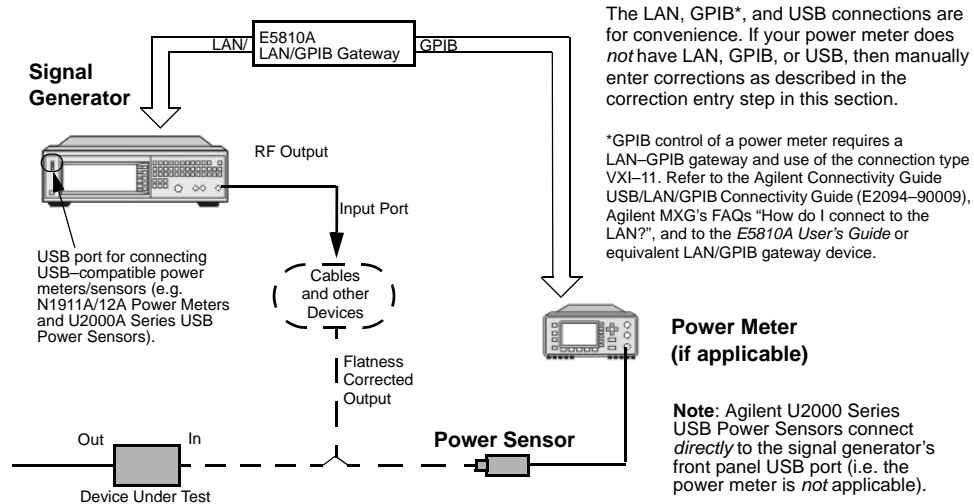 E5810A
LAN/GPIB Gateway
LAN/
GPIB
Signal
Generator
RF Output
Input Port
USB port for connecting
USB–compatible power
meters/sensors (e.g.
N1911A/12A Power Meters
and U2000A Series USB
Power Sensors).
Cables
and other
Devices
Flatness
Corrected
Output
Out
In
Device Under Test
Power Sensor
The LAN, GPIB*, and USB connections are
for convenience. If your power meter does
not have LAN, GPIB, or USB, then manually
enter corrections as described in the
correction entry step in this section.
*GPIB control of a power meter requires a
LAN–GPIB gateway and use of the connection type
VXI–11. Refer to the Agilent Connectivity Guide
USB/LAN/GPIB Connectivity Guide (E2094–90009),
Agilent MXG’s FAQs “How do I connect to the
LAN?”, and to the E5810A User’s Guide or
equivalent LAN/GPIB gateway device.
Power Meter
(if applicable)
Note: Agilent U2000 Series
USB Power Sensors connect
directly to the signal generator’s
front panel USB port (i.e. the
power meter is not applicable).